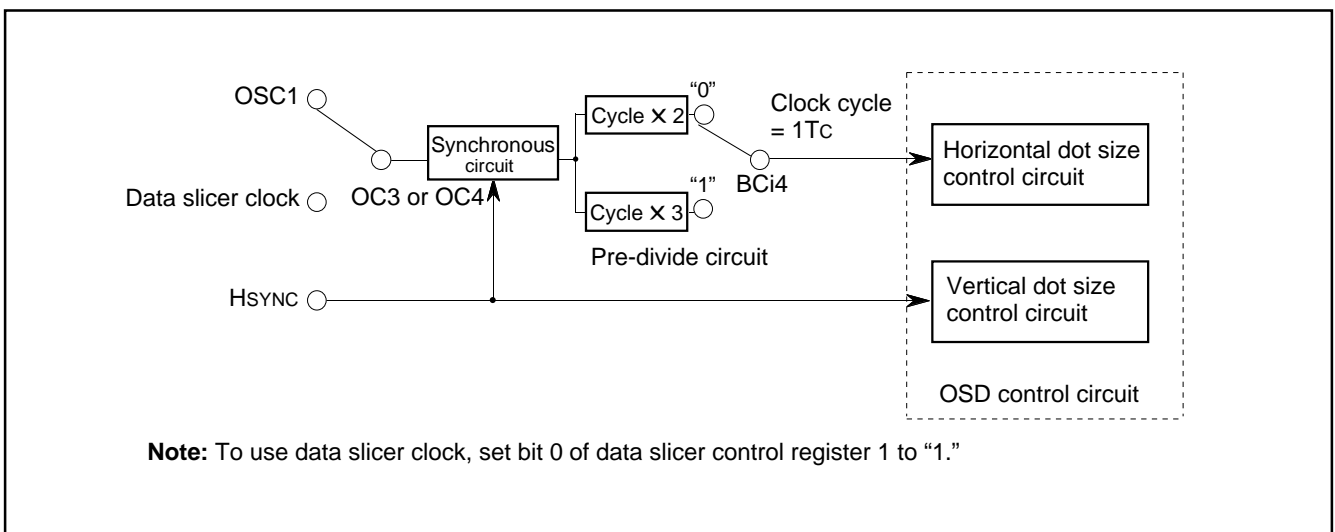 OSC1
Data slicer clock
OC3 or OC4
HSYNC
Synchronous
circuit
Cycle × 2
"0"
Cycle × 3
"1"
Pre-divide circuit
BCi4
Clock cycle
= 1TC
Horizontal dot size
control circuit
Vertical dot size
control circuit
OSD control circuit
Note: To use data slicer clock, set bit 0 of data slicer control register 1 to “1.”